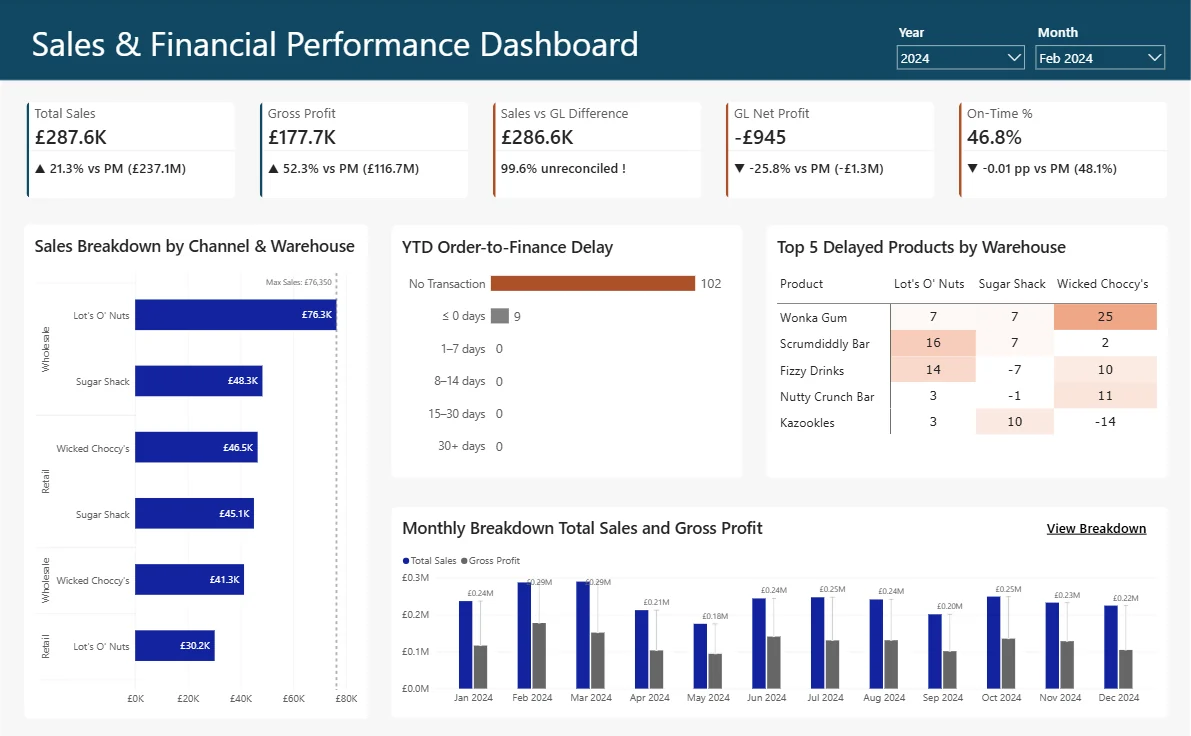 Sales & Financial Performance Dashboard
Year
2024
Month
Feb 2024
Total Sales
£287.6K
▲ 21.3% vs PM (£237.1M)
Gross Profit
£177.7K
▲ 52.3% vs PM (£116.7M)
Sales vs GL Difference
£286.6K
99.6% unreconciled !
GL Net Profit
-£945
▼ -25.8% vs PM (-£1.3M)
On-Time %
46.8%
▼ -0.01 pp vs PM (48.1%)
Sales Breakdown by Channel & Warehouse
Max Sales: £76,350
Wholesale
Lot's O' Nuts £76.3K
Sugar Shack £48.3K
Retail
Wicked Choccy's £46.5K
Sugar Shack £45.1K
Wholesale
Wicked Choccy's £41.3K
Retail
Lot's O' Nuts £30.2K
£0K £20K £40K £60K £80K
YTD Order-to-Finance Delay
No Transaction 102
≤ 0 days 9
1–7 days 0
8–14 days 0
15–30 days 0
30+ days 0
Top 5 Delayed Products by Warehouse
Product Lot's O' Nuts Sugar Shack Wicked Choccy's
Wonka Gum 7 7 25
Scrumdiddly Bar 16 7 2
Fizzy Drinks 14 -7 10
Nutty Crunch Bar 3 -1 11
Kazookles 3 10 -14
Monthly Breakdown Total Sales and Gross Profit
View Breakdown
Total Sales Gross Profit
£0.3M
£0.2M
£0.1M
£0.0M
£0.24M £0.29M £0.29M £0.21M £0.18M £0.24M £0.25M £0.24M £0.20M £0.25M £0.23M £0.22M
Jan 2024 Feb 2024 Mar 2024 Apr 2024 May 2024 Jun 2024 Jul 2024 Aug 2024 Sep 2024 Oct 2024 Nov 2024 Dec 2024